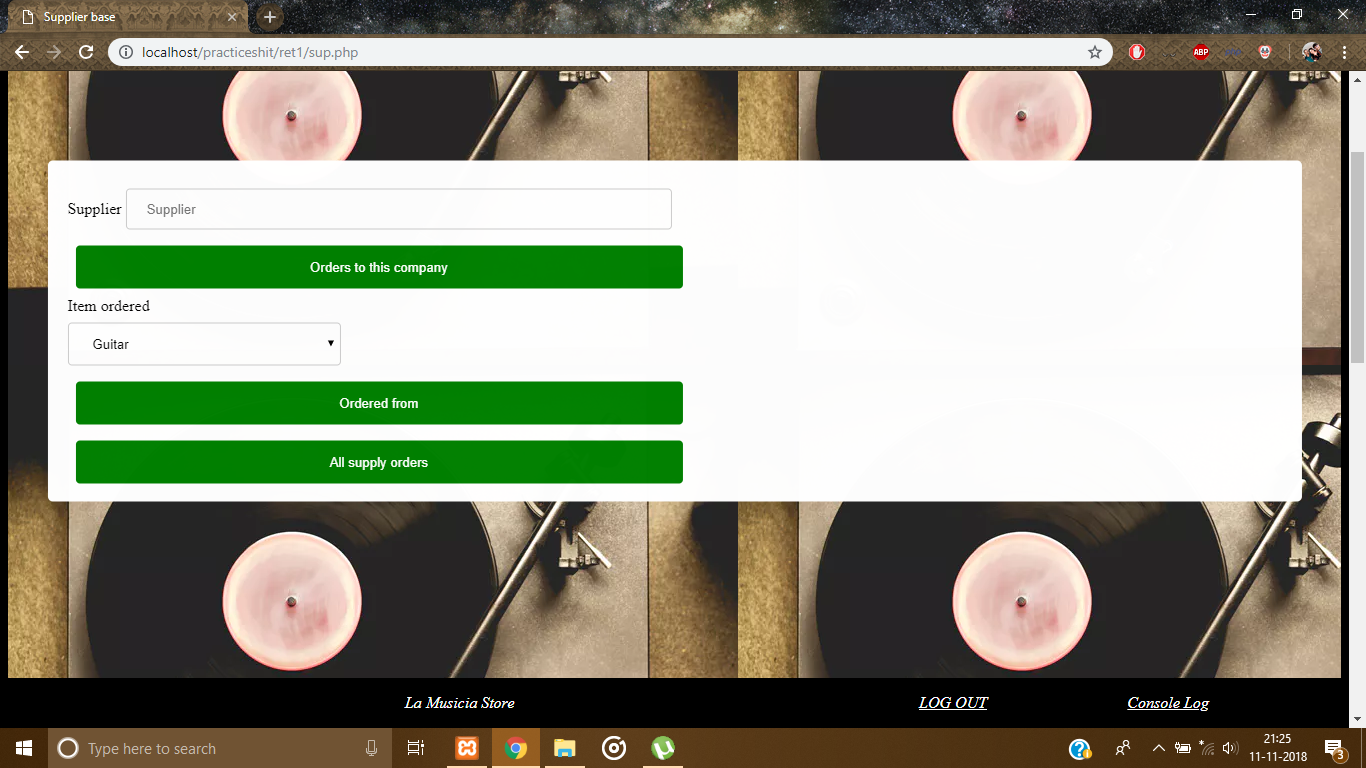 Supplier base
localhost/practiceshit/ret1/sup.php
ABP
Supplier
Supplier
Orders to this company
Item ordered
Guitar
Ordered from
All supply orders
La Musicia Store
LOG OUT
Console Log
Type here to search
21:25
11-11-2018
3